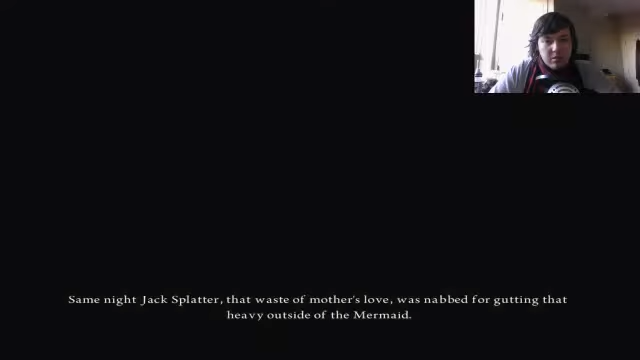 Same night Jack Splatter, that waste of mother's love, was nabbed for gutting that
heavy outside of the Mermaid.